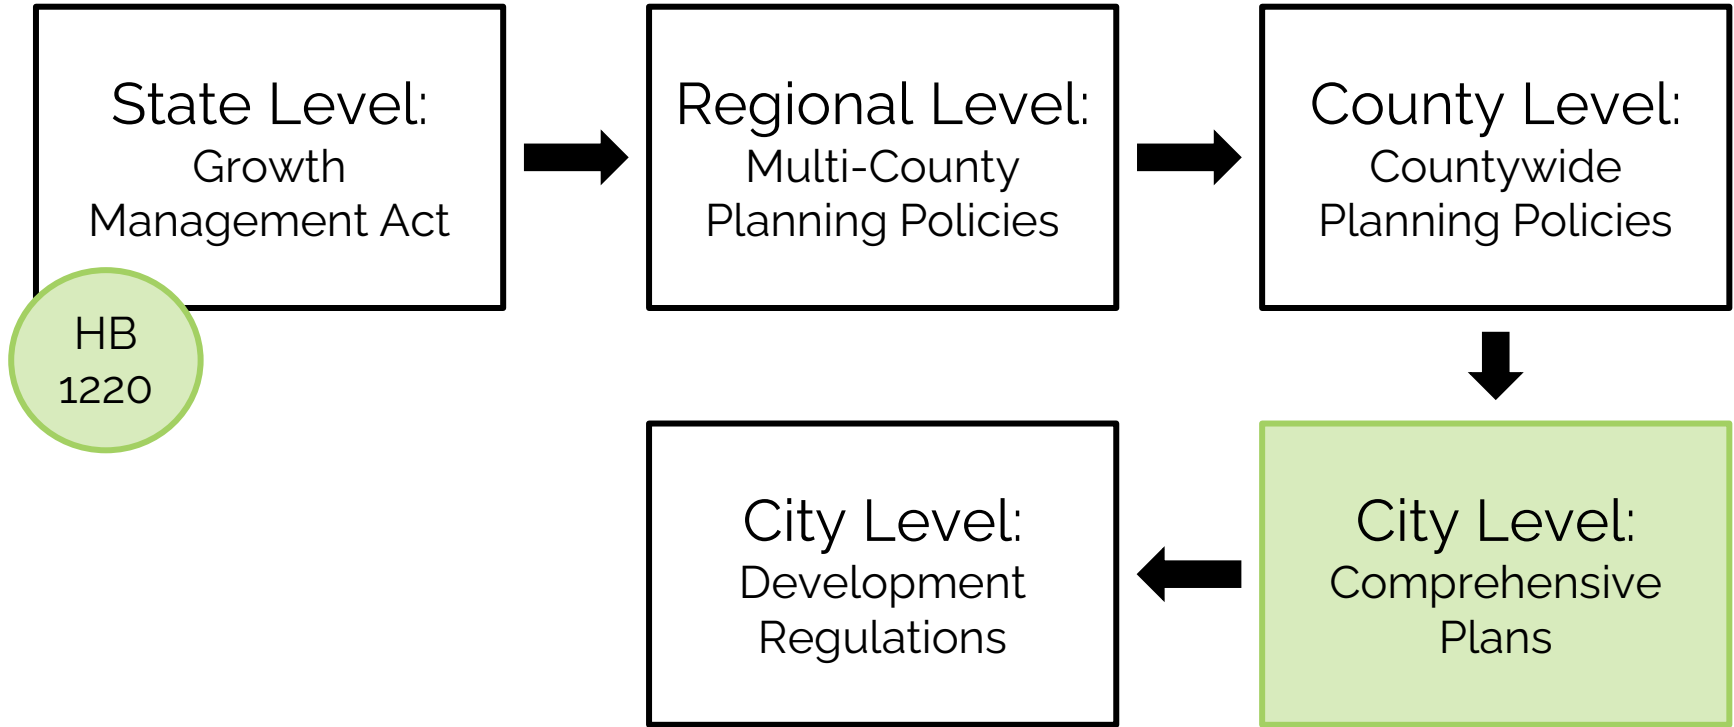 State Level:
Growth
Management Act
HB
1220
Regional Level:
Multi-County
Planning Policies
County Level:
Countywide
Planning Policies
City Level:
Comprehensive
Plans
City Level:
Development
Regulations